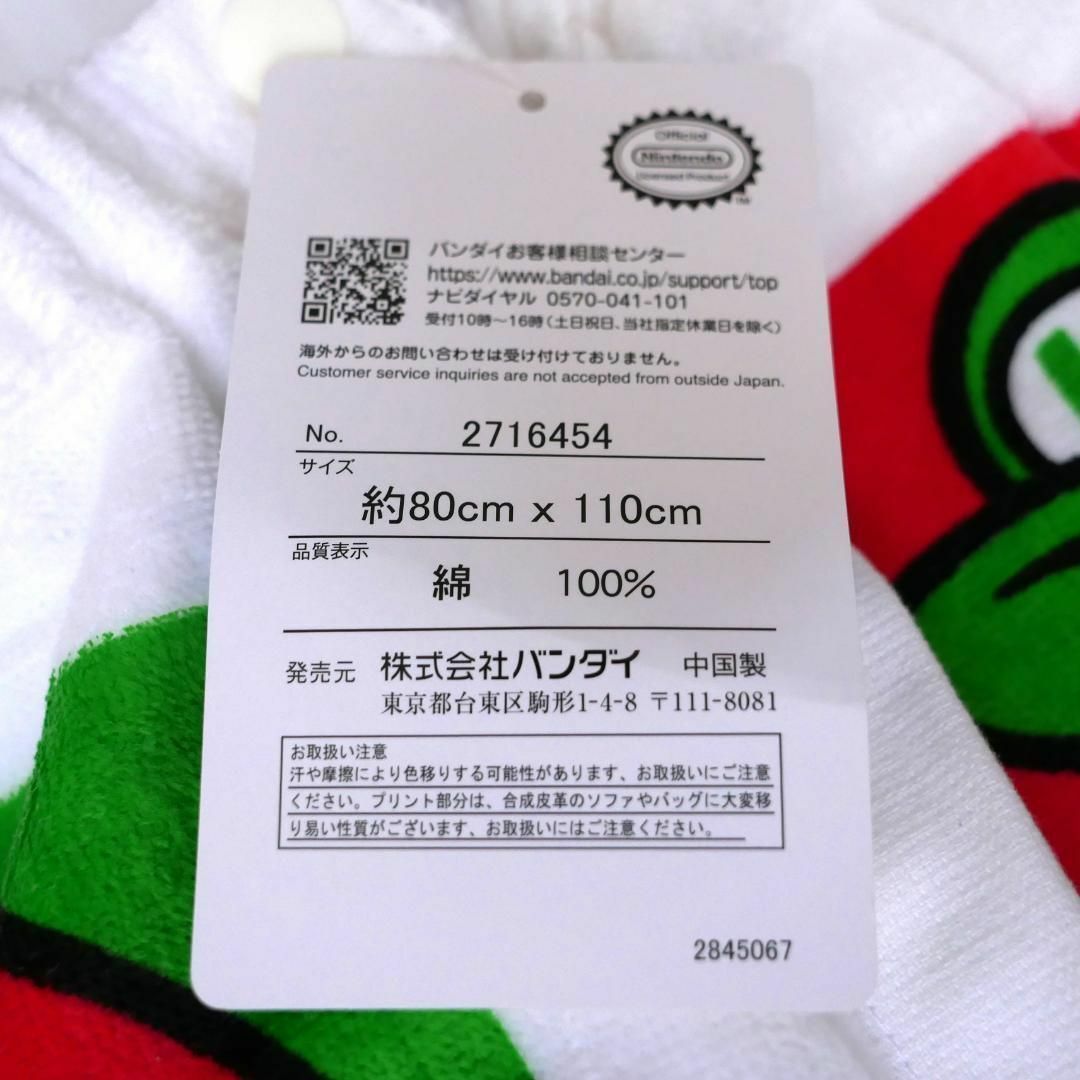 Official
Nintendo
Licensed Product
TM
バンダイお客様相談センター
https://www.bandai.co.jp/support/top
ナビダイヤル 0570-041-101
受付10時～16時(土日祝日、当社指定休業日を除く)
海外からのお問い合わせは受け付けておりません。
Customer service inquiries are not accepted from outside Japan.
No. 2716454
サイズ
約80cm x 110cm
品質表示
綿 100%
発売元 株式会社バンダイ 中国製
東京都台東区駒形1-4-8 〒111-8081
お取扱い注意
汗や摩擦により色移りする可能性があります、お取扱いにご注意
ください。プリント部分は、合成皮革のソファやバッグに大変移
り易い性質がございます、お取扱いにはご注意ください。
2845067